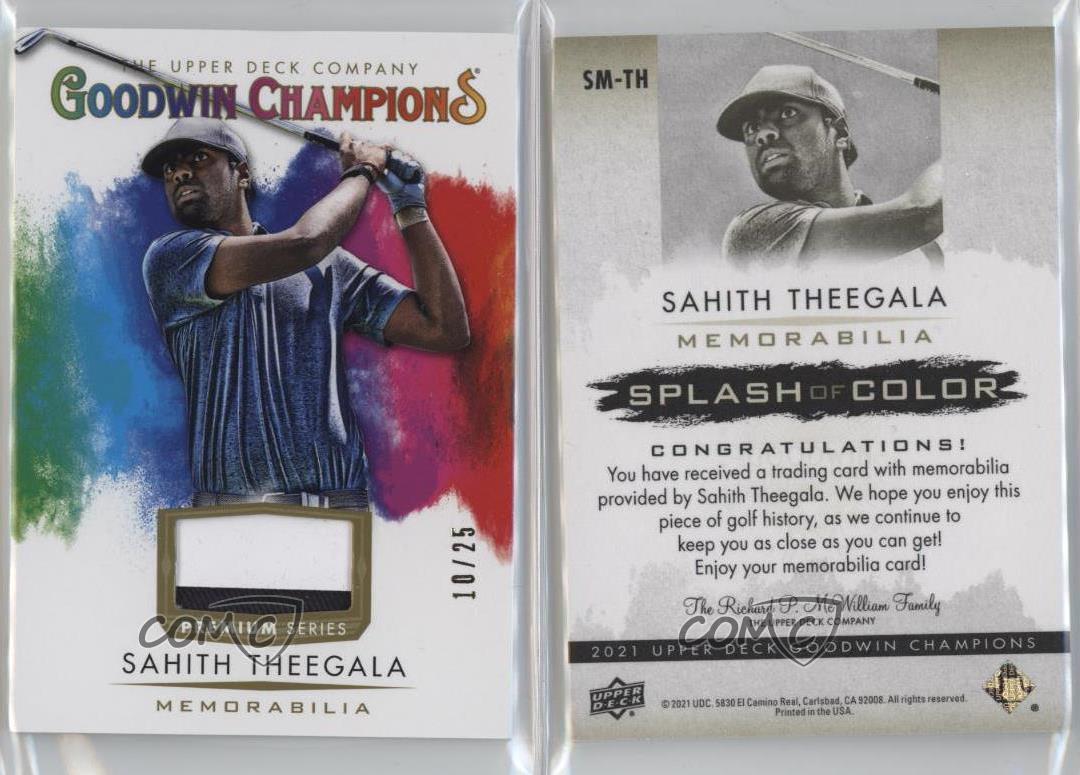 THE UPPER DECK COMPANY
GOODWIN CHAMPIONS
10/25
PREMIUM SERIES
COMC
SAHITH THEEGALA
MEMORABILIA
SM-TH
SAHITH THEEGALA
MEMORABILIA
SPLASH OF COLOR
CONGRATULATIONS!
You have received a trading card with memorabilia
provided by Sahith Theegala. We hope you enjoy this
piece of golf history, as we continue to
keep you as close as you can get!
Enjoy your memorabilia card!
The Richard P. McWilliam Family
THE UPPER DECK COMPANY
COMC
2021 UPPER DECK GOODWIN CHAMPIONS
UPPER
D·E·C·K
© 2021 UDC. 5830 El Camino Real, Carlsbad, CA 92008. All rights reserved.
Printed in the USA.